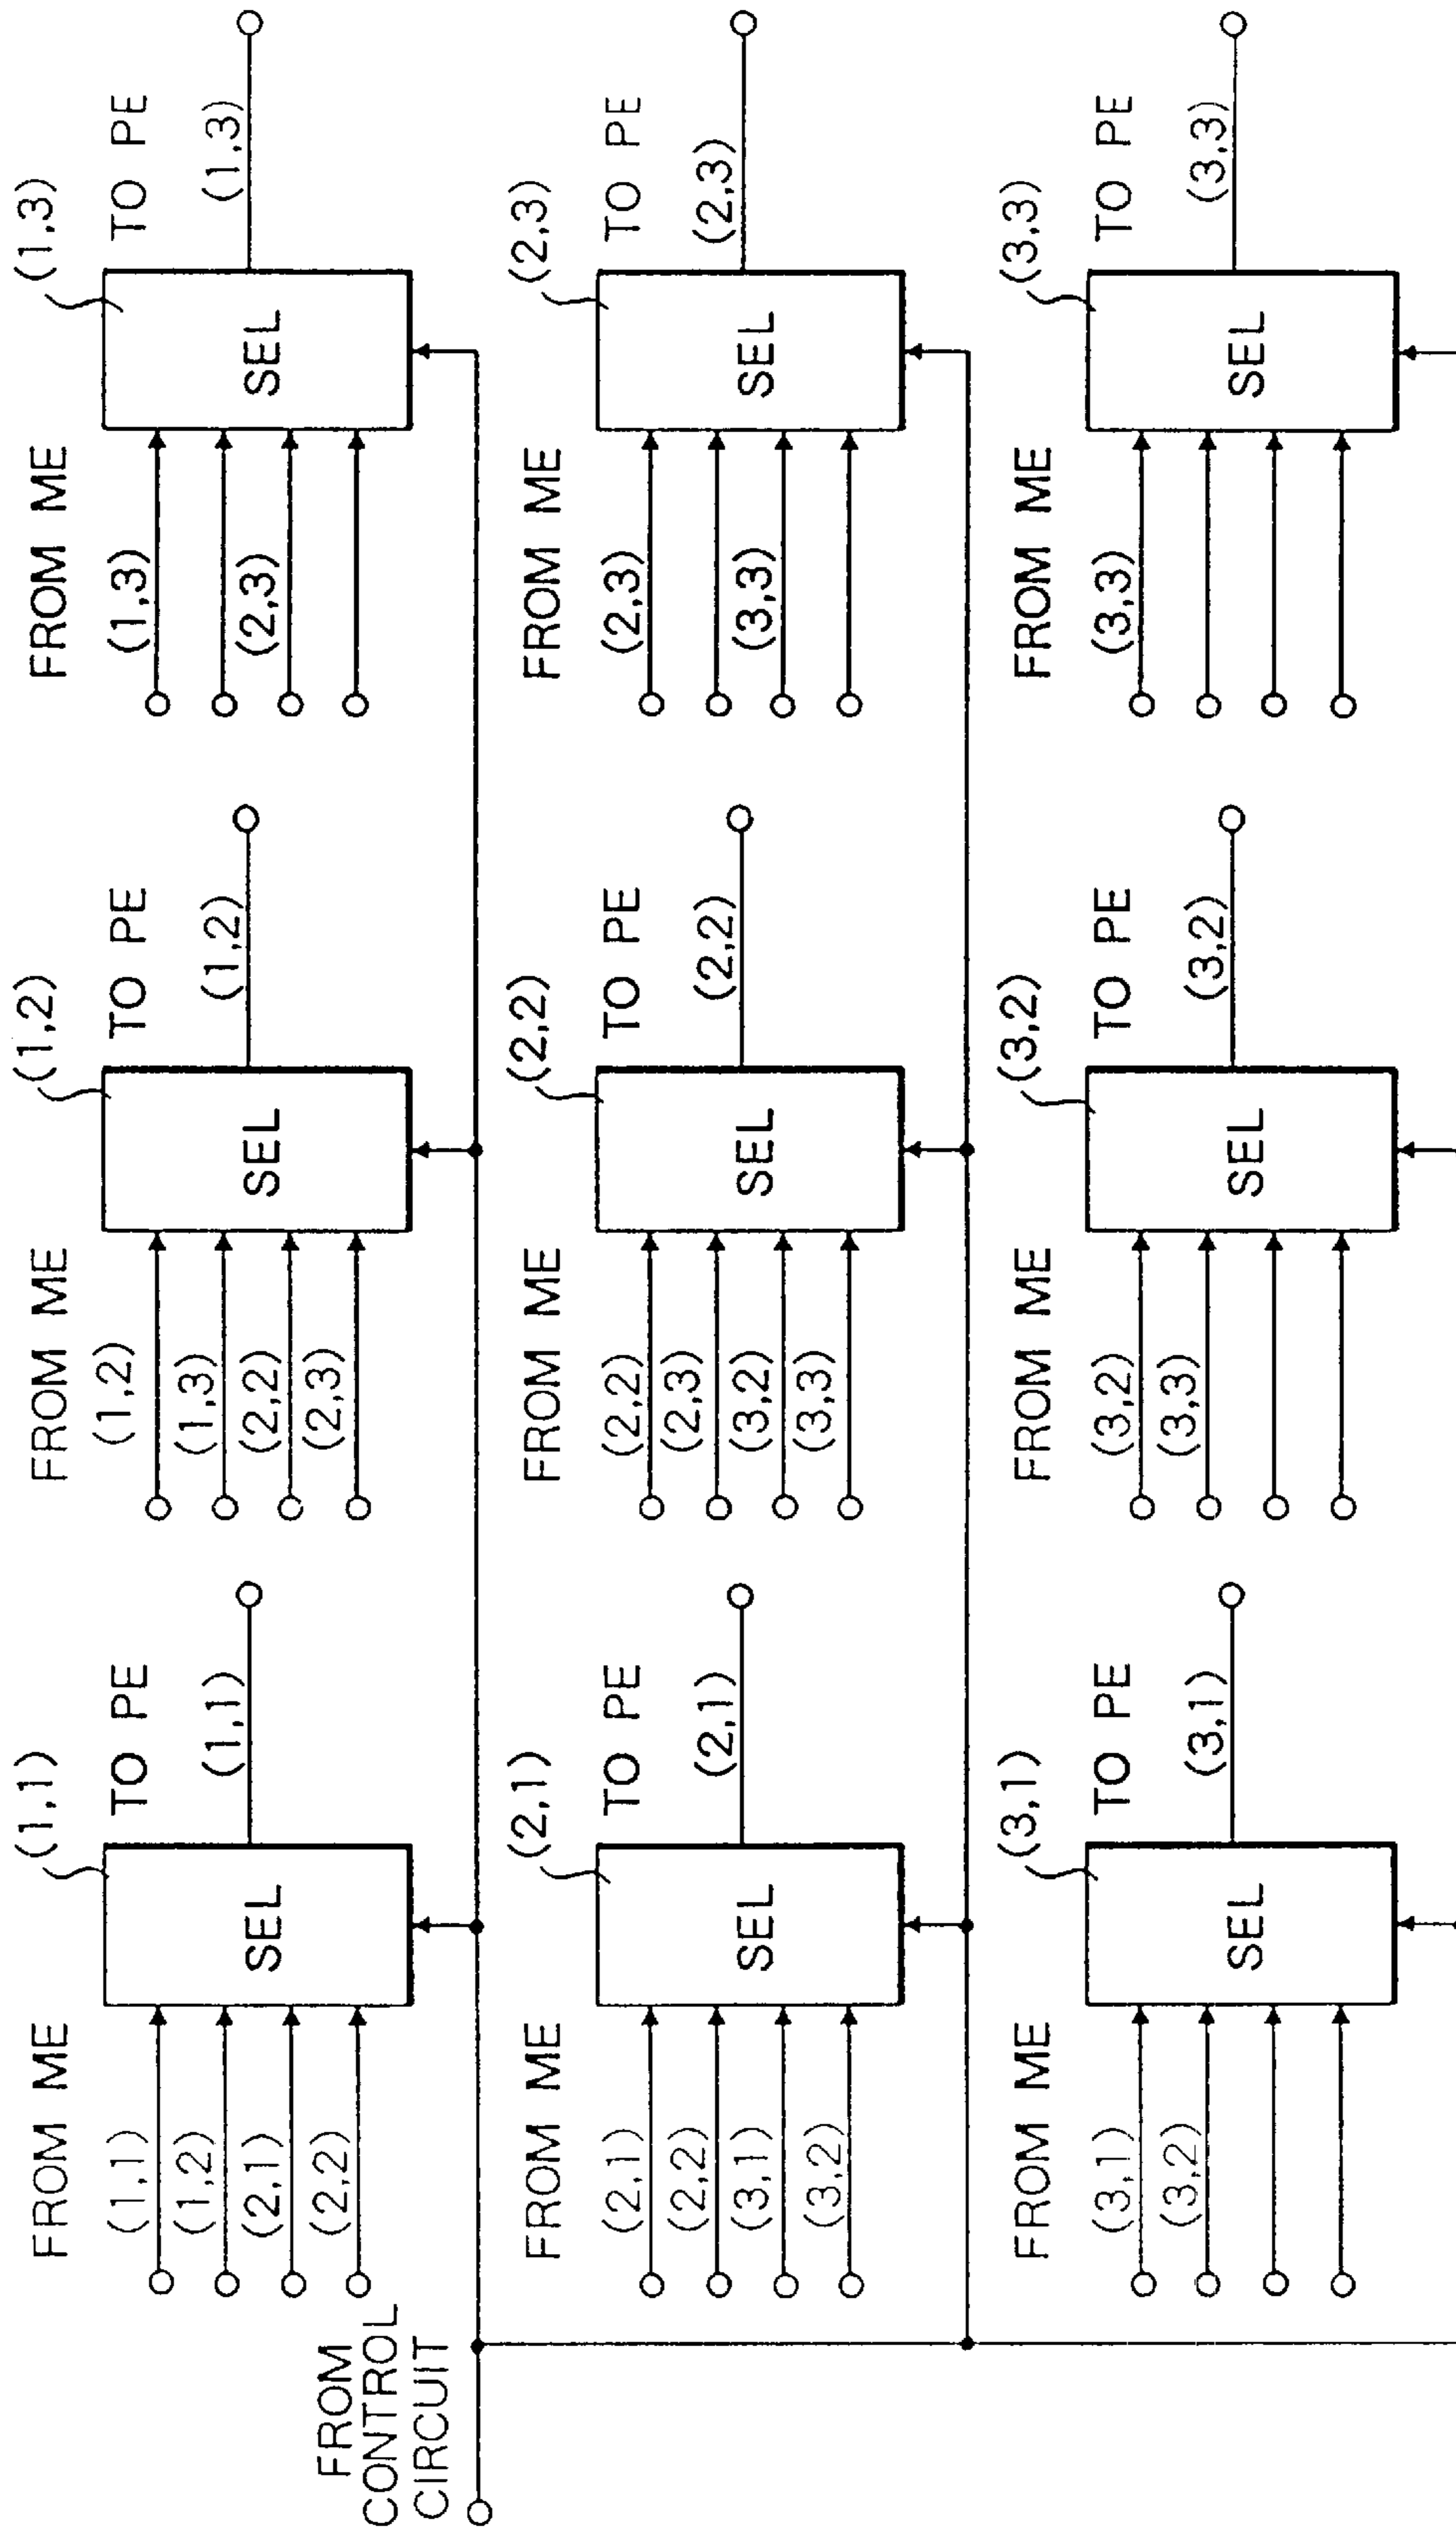 (1,1)
FROM ME
TO PE
(1,1)
(1,2)
(2,1)
(2,2)
SEL
(1,1)
(1,2)
FROM ME
TO PE
(1,2)
(1,3)
(2,2)
(2,3)
SEL
(1,2)
(1,3)
FROM ME
TO PE
(1,3)
(2,3)
SEL
(1,3)
FROM
CONTROL
CIRCUIT
(2,1)
FROM ME
TO PE
(2,1)
(2,2)
(3,1)
(3,2)
SEL
(2,1)
(2,2)
FROM ME
TO PE
(2,2)
(2,3)
(3,2)
(3,3)
SEL
(2,2)
(2,3)
FROM ME
TO PE
(2,3)
(3,3)
SEL
(2,3)
(3,1)
FROM ME
TO PE
(3,1)
(3,2)
SEL
(3,1)
(3,2)
FROM ME
TO PE
(3,2)
(3,3)
SEL
(3,2)
(3,3)
FROM ME
TO PE
(3,3)
SEL
(3,3)